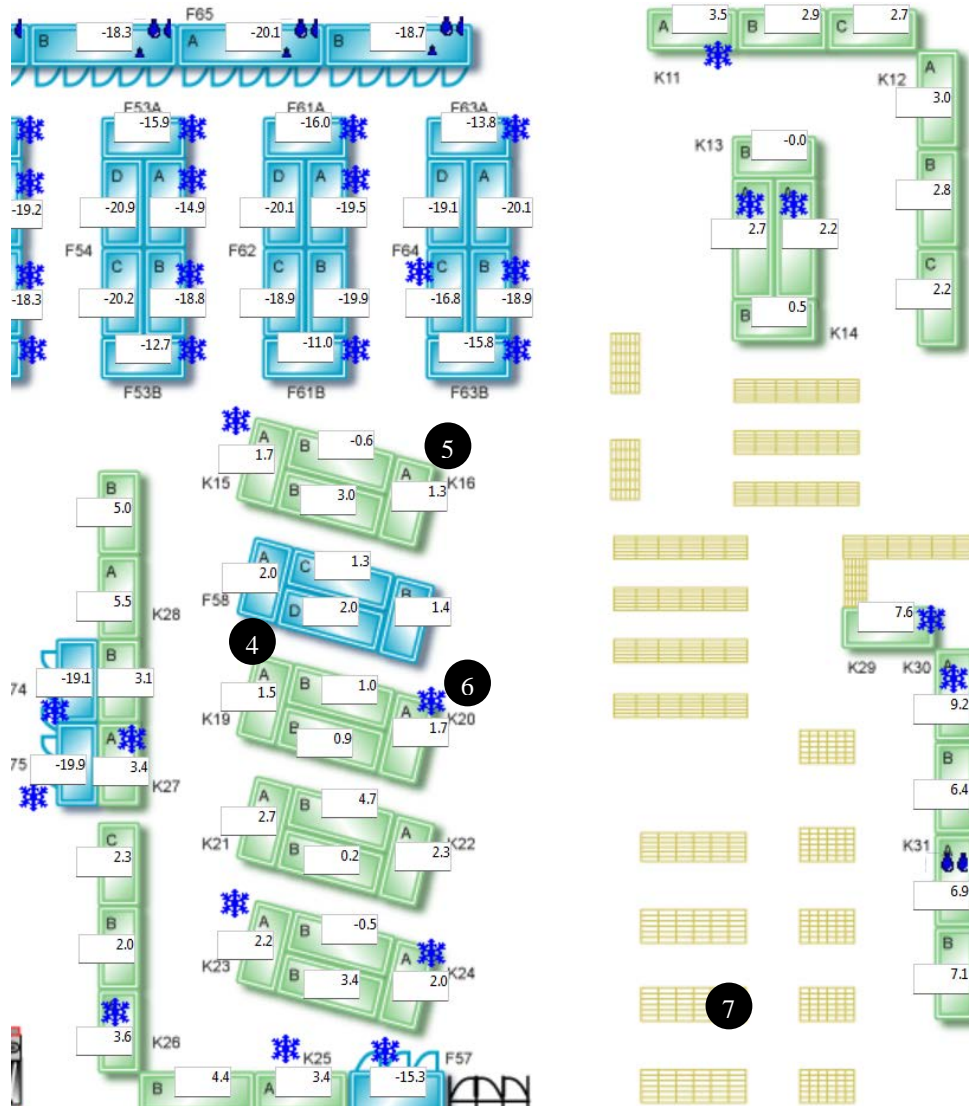 F65
B -18.3
A -20.1
B -18.7
A 3.5
B 2.9
C 2.7
K11
K12
A
3.0
B
2.8
C
2.2
F53A
F61A
F63A
-15.9
-16.0
-13.8
D A
D A
D A
-19.2
-20.9
-14.9
-20.1
-19.5
-19.1
-20.1
F54
F62
F64
C B
C B
C B
-18.3
-20.2
-18.8
-18.9
-19.9
-16.8
-18.9
-12.7
-11.0
-15.8
F53B
F61B
F63B
K13
B -0.0
2.7
2.2
B 0.5
K14
A
1.7
K15
B -0.6
B 3.0
A
1.3
K16
5
B
5.0
A
5.5
K28
A
2.0
F58
C 1.3
D 2.0
B
1.4
4
6
74
-19.1
B
3.1
75
-19.9
A
3.4
K27
A
1.5
K19
B 1.0
B
0.9
A
1.7
K20
7.6
K29
K30
A
9.2
B
6.4
K31
A
6.9
B
7.1
A
2.7
K21
B 4.7
B 0.2
A
2.3
K22
C
2.3
B
2.0
3.6
K26
A
2.2
K23
B -0.5
B 3.4
A
2.0
K24
7
K25
F57
B 4.4
A 3.4
-15.3